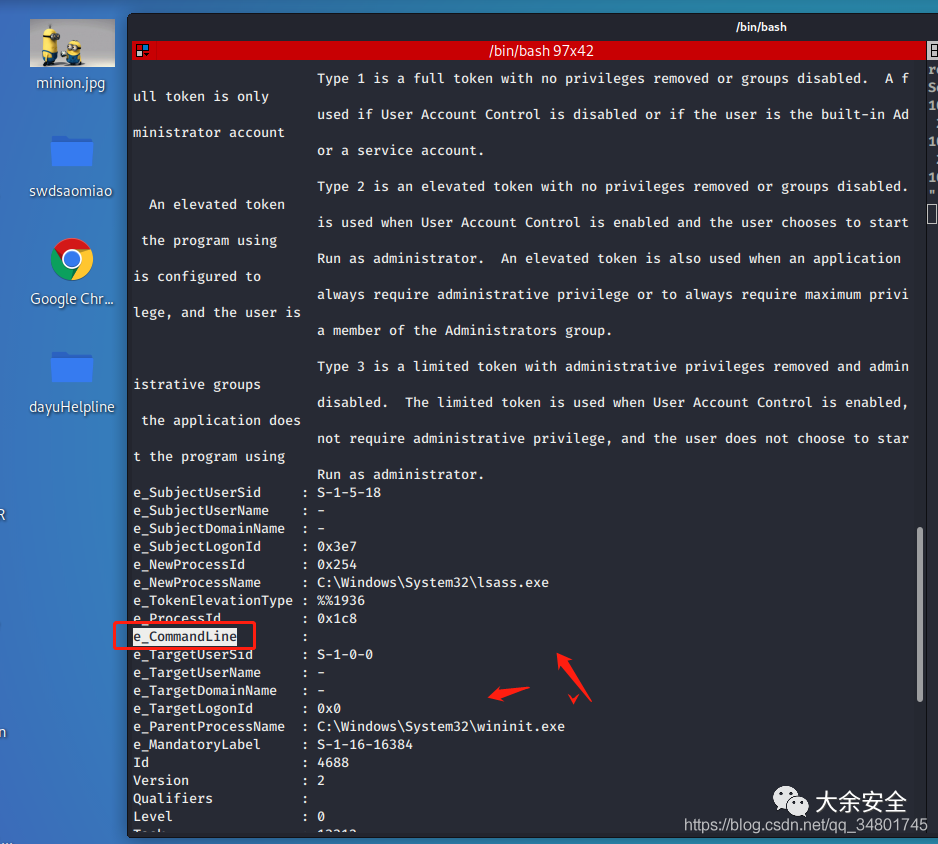 /bin/bash
/bin/bash 97x42
minion.jpg
swdsaomiao
Google Chr...
dayuHelpline
R
n
Type 1 is a full token with no privileges removed or groups disabled.  A f
ull token is only
used if User Account Control is disabled or if the user is the built-in Ad
ministrator account
or a service account.
Type 2 is an elevated token with no privileges removed or groups disabled.
An elevated token
is used when User Account Control is enabled and the user chooses to start
the program using
Run as administrator.  An elevated token is also used when an application
is configured to
always require administrative privilege or to always require maximum privi
lege, and the user is
a member of the Administrators group.
Type 3 is a limited token with administrative privileges removed and admin
istrative groups
disabled.  The limited token is used when User Account Control is enabled,
the application does
not require administrative privilege, and the user does not choose to star
t the program using
Run as administrator.
e_SubjectUserSid : S-1-5-18
e_SubjectUserName : -
e_SubjectDomainName : -
e_SubjectLogonId : 0x3e7
e_NewProcessId : 0x254
e_NewProcessName : C:\Windows\System32\lsass.exe
e_TokenElevationType : %%1936
e_ProcessId : 0x1c8
e_CommandLine :
e_TargetUserSid : S-1-0-0
e_TargetUserName : -
e_TargetDomainName : -
e_TargetLogonId : 0x0
e_ParentProcessName : C:\Windows\System32\wininit.exe
e_MandatoryLabel : S-1-16-16384
Id : 4688
Version : 2
Qualifiers :
Level : 0
大余安全
https://blog.csdn.net/qq_34801745